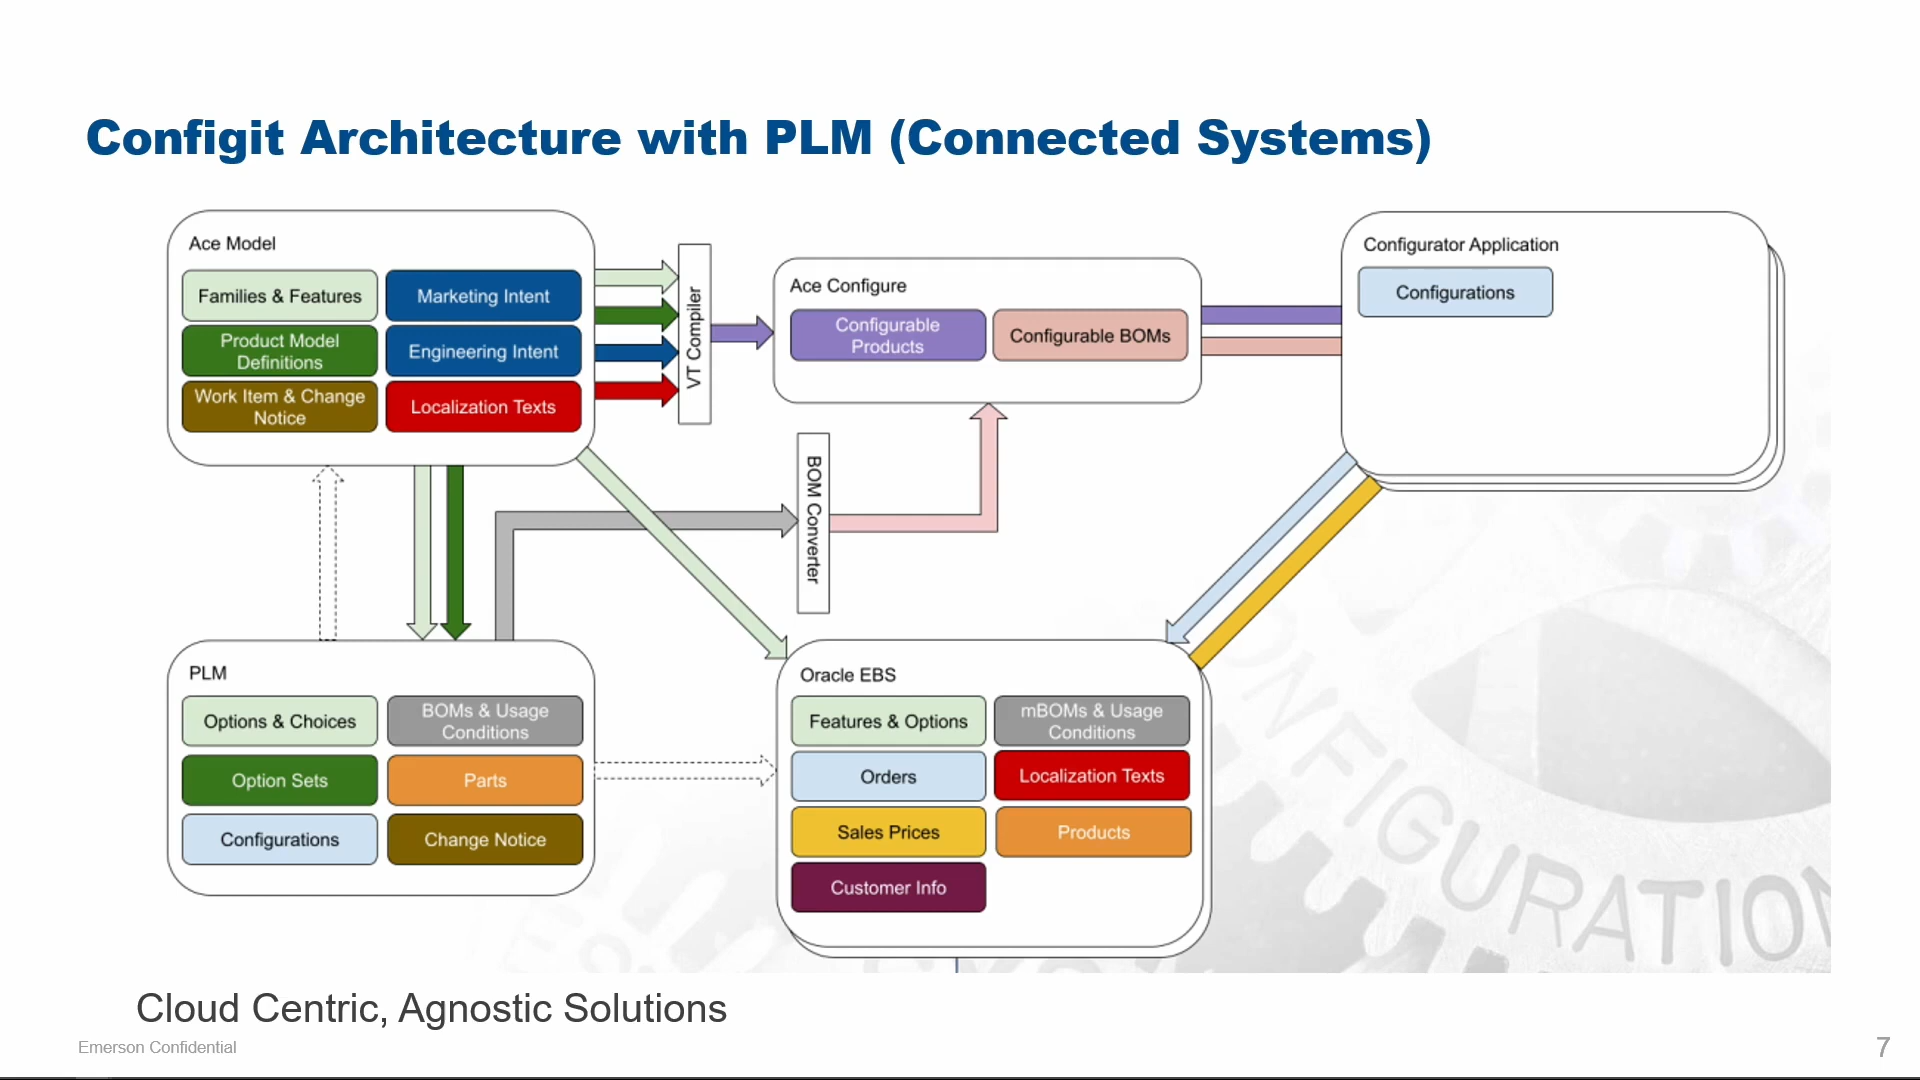 Configit Architecture with PLM (Connected Systems)
Ace Model
Families & Features
Marketing Intent
Product Model
Definitions
Engineering Intent
Work Item & Change
Notice
Localization Texts
VT Compiler
Ace Configure
Configurable
Products
Configurable BOMs
Configurator Application
Configurations
BOM Converter
PLM
Options & Choices
BOMs & Usage
Conditions
Option Sets
Parts
Configurations
Change Notice
Oracle EBS
Features & Options
mBOMs & Usage
Conditions
Orders
Localization Texts
Sales Prices
Products
Customer Info
CONFIGURATION
Cloud Centric, Agnostic Solutions
Emerson Confidential
7